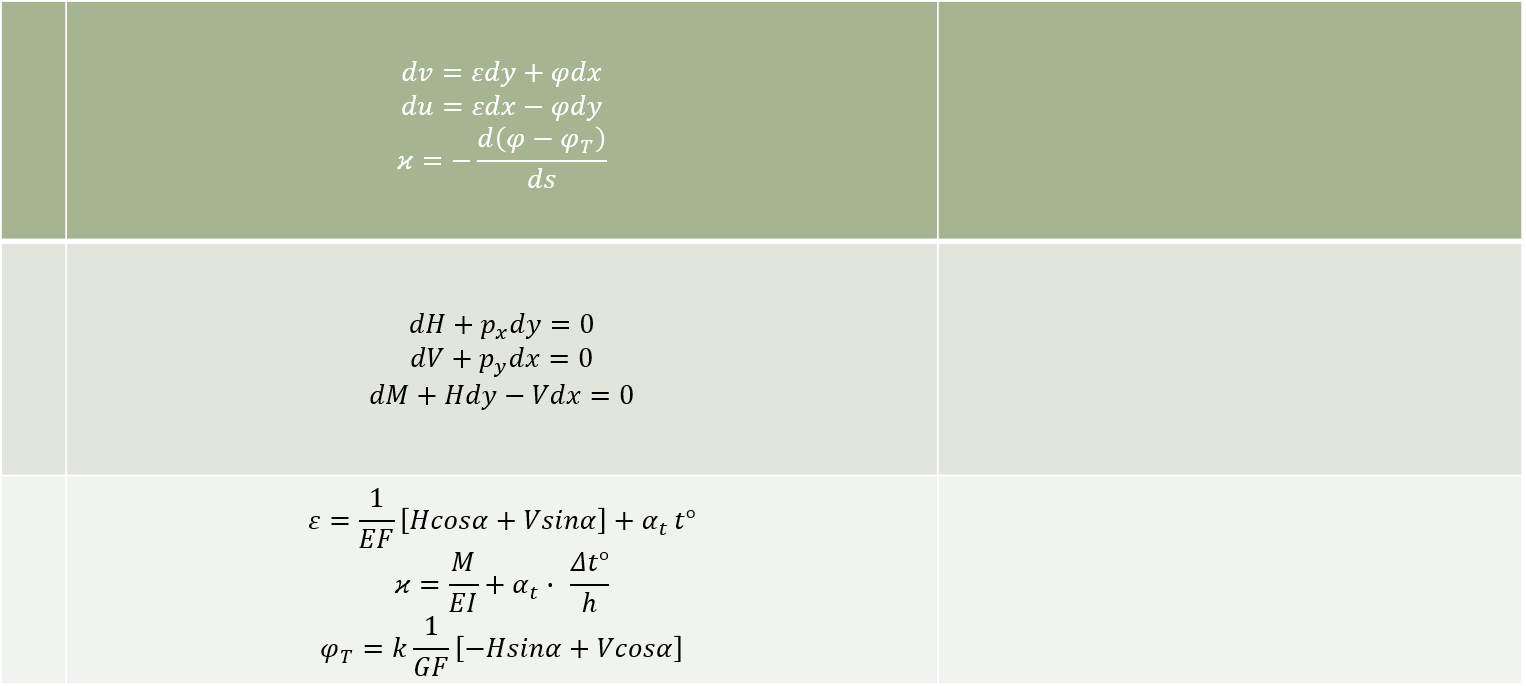 dv = εdy + φdx
du = εdx − φdy
ϰ = − d(φ − φ_T) / ds
dH + p_x dy = 0
dV + p_y dx = 0
dM + Hdy − Vdx = 0
ε = 1/EF [Hcosα + Vsinα] + α_t t°
ϰ = M/EI + α_t · Δt°/h
φ_T = k 1/GF [−Hsinα + Vcosα]